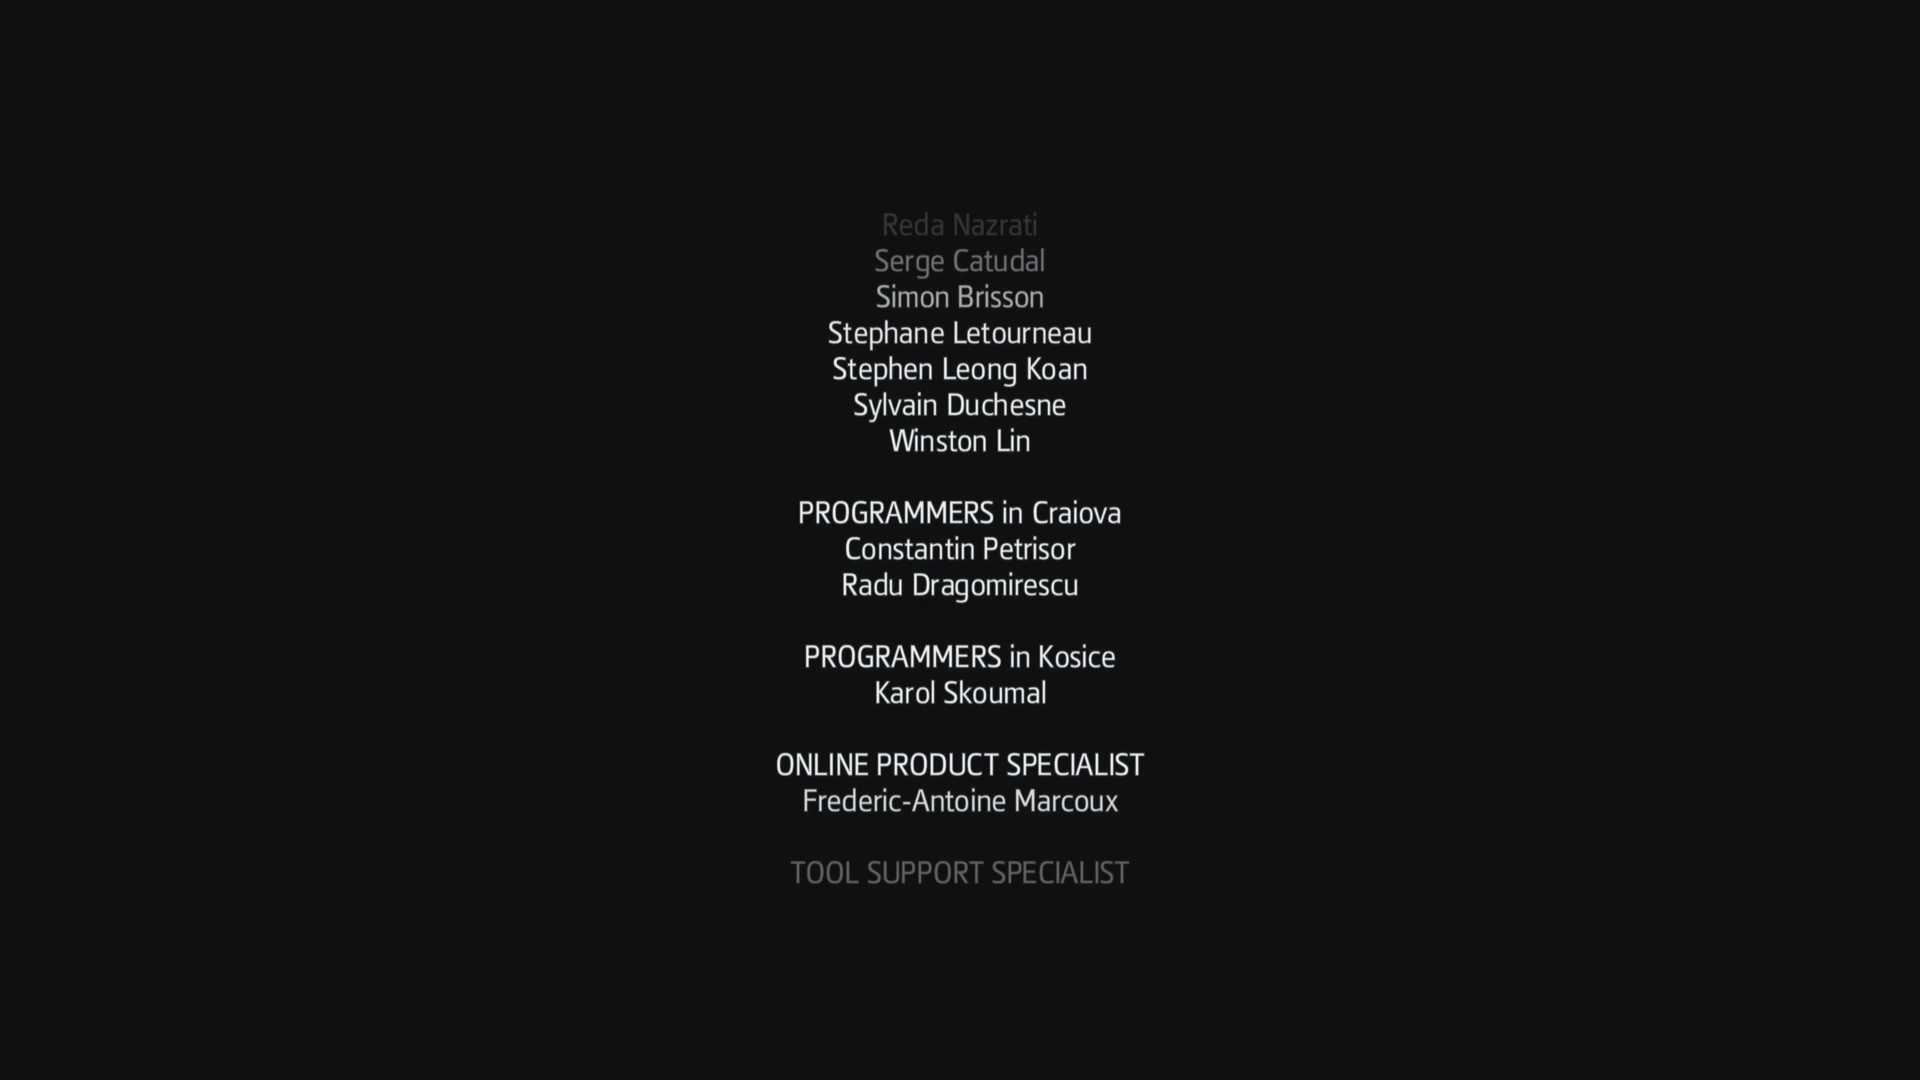 Reda Nazrati
Serge Catudal
Simon Brisson
Stephane Letourneau
Stephen Leong Koan
Sylvain Duchesne
Winston Lin
PROGRAMMERS in Craiova
Constantin Petrisor
Radu Dragomirescu
PROGRAMMERS in Kosice
Karol Skoumal
ONLINE PRODUCT SPECIALIST
Frederic-Antoine Marcoux
TOOL SUPPORT SPECIALIST